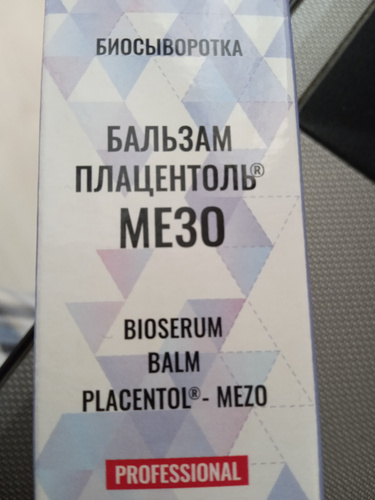 БИОСЫВОРОТКА
БАЛЬЗАМ
ПЛАЦЕНТОЛЬ®
МЕЗО
BIOSERUM
BALM
PLACENTOL® - MEZO
PROFESSIONAL